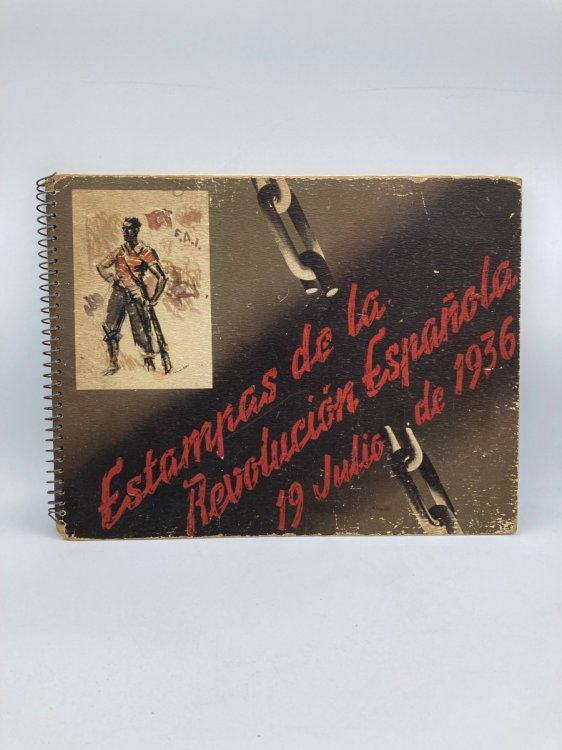 F.A.I.
Estampas de la
Revolución Española
19 Julio de 1936